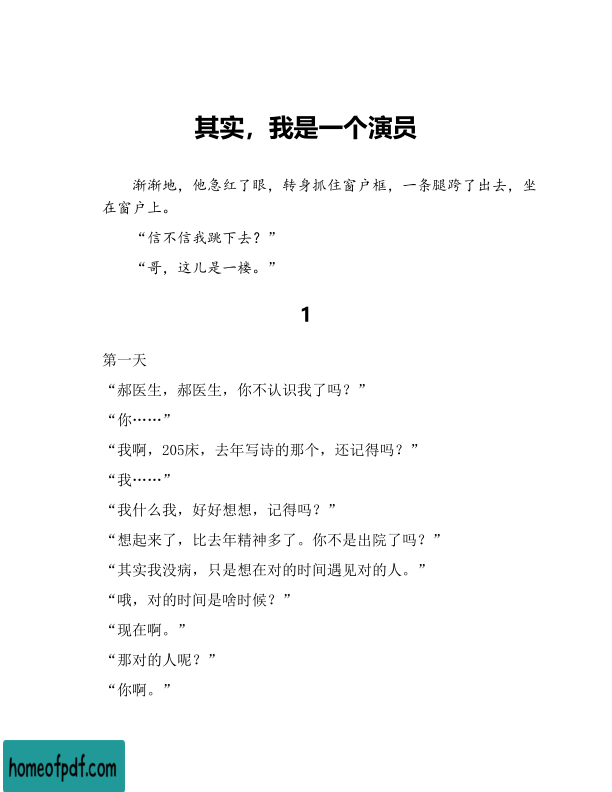 其实，我是一个演员
渐渐地，他急红了眼，转身抓住窗户框，一条腿跨了出去，坐
在窗户上。
“信不信我跳下去？”
“哥，这儿是一楼。”
1
第一天
“郝医生，郝医生，你不认识我了吗？”
“你……”
“我啊，205床，去年写诗的那个，还记得吗？”
“我……”
“我什么我，好好想想，记得吗？”
“想起来了，比去年精神多了。你不是出院了吗？”
“其实我没病，只是想在对的时间遇见对的人。”
“哦，对的时间是啥时候？”
“现在啊。”
“那对的人呢？”
“你啊。”
homeofpdf.com